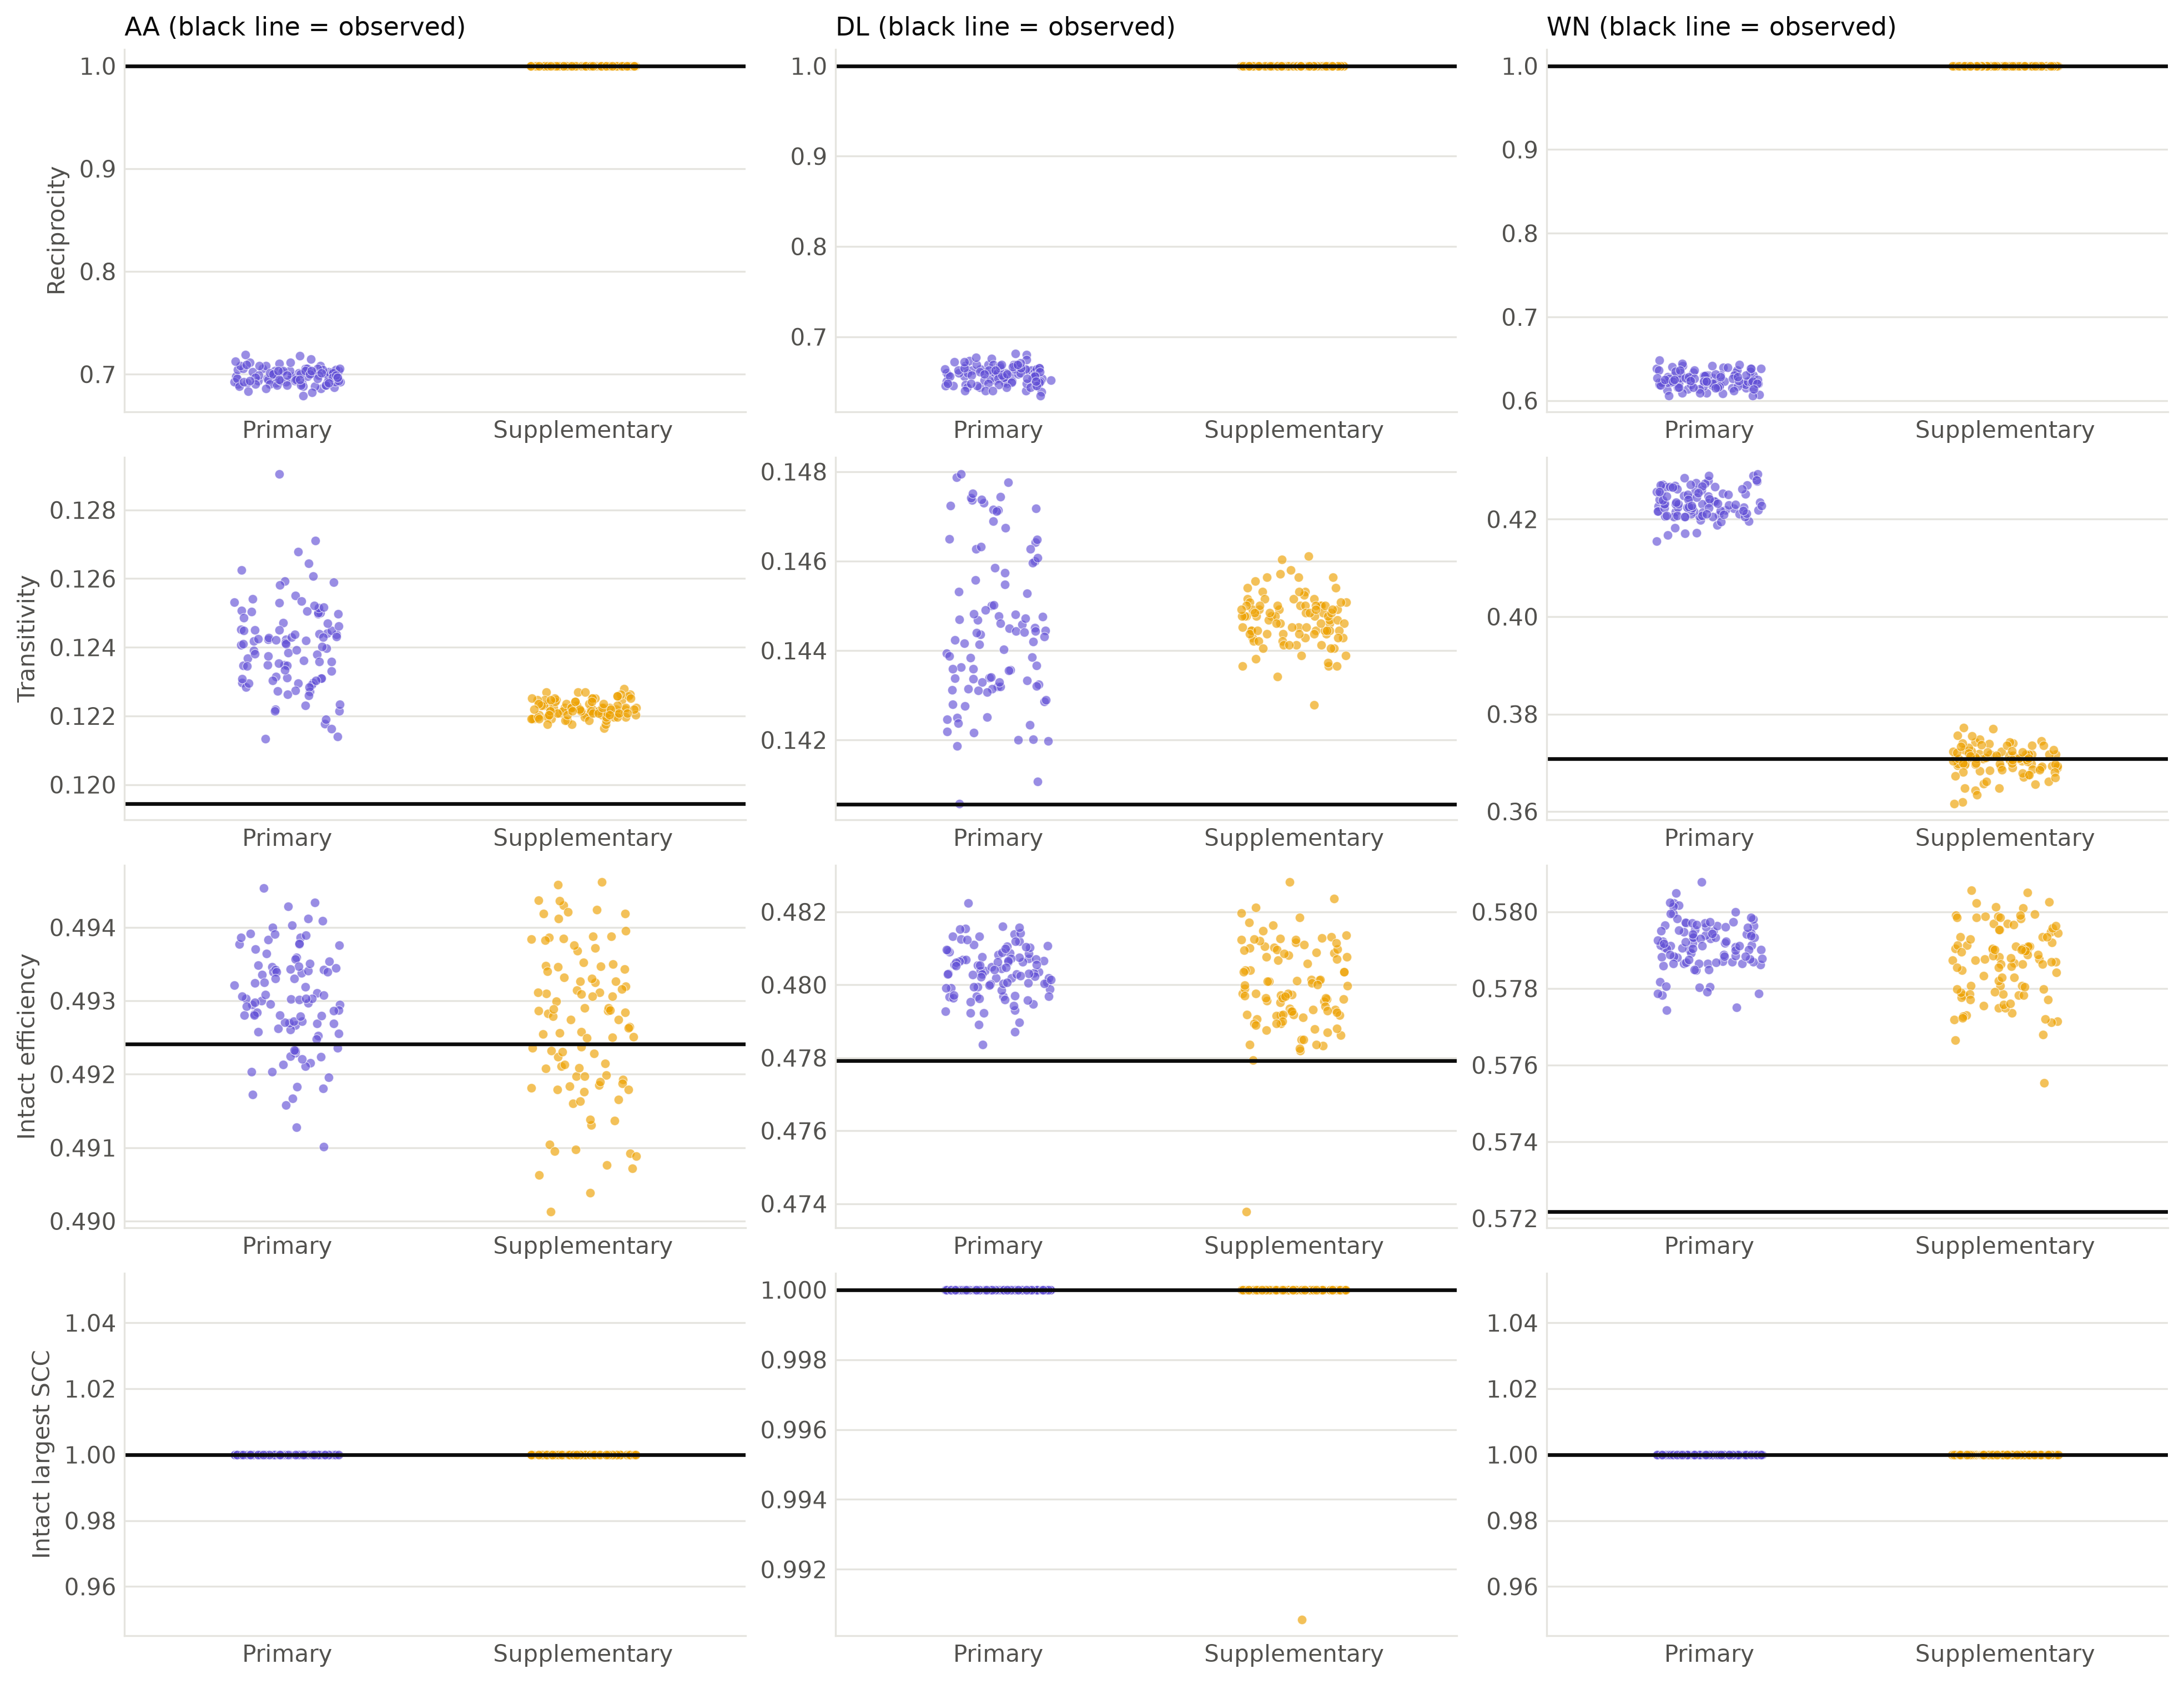 AA (black line = observed)
DL (black line = observed)
WN (black line = observed)
Reciprocity
1.0
0.9
0.8
0.7
Primary
Supplementary
1.0
0.9
0.8
0.7
Primary
Supplementary
1.0
0.9
0.8
0.7
0.6
Primary
Supplementary
Transitivity
0.128
0.126
0.124
0.122
0.120
Primary
Supplementary
0.148
0.146
0.144
0.142
Primary
Supplementary
0.42
0.40
0.38
0.36
Primary
Supplementary
Intact efficiency
0.494
0.493
0.492
0.491
0.490
Primary
Supplementary
0.482
0.480
0.478
0.476
0.474
Primary
Supplementary
0.580
0.578
0.576
0.574
0.572
Primary
Supplementary
Intact largest SCC
1.04
1.02
1.00
0.98
0.96
Primary
Supplementary
1.000
0.998
0.996
0.994
0.992
Primary
Supplementary
1.04
1.02
1.00
0.98
0.96
Primary
Supplementary